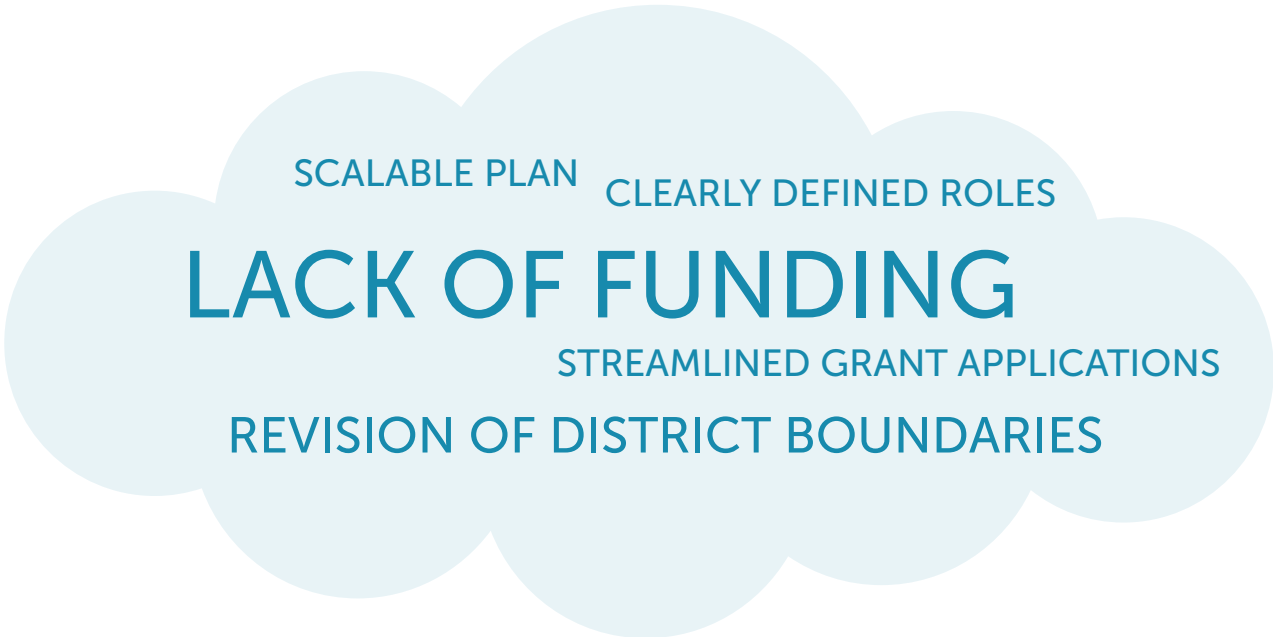 SCALABLE PLAN
CLEARLY DEFINED ROLES
LACK OF FUNDING
STREAMLINED GRANT APPLICATIONS
REVISION OF DISTRICT BOUNDARIES